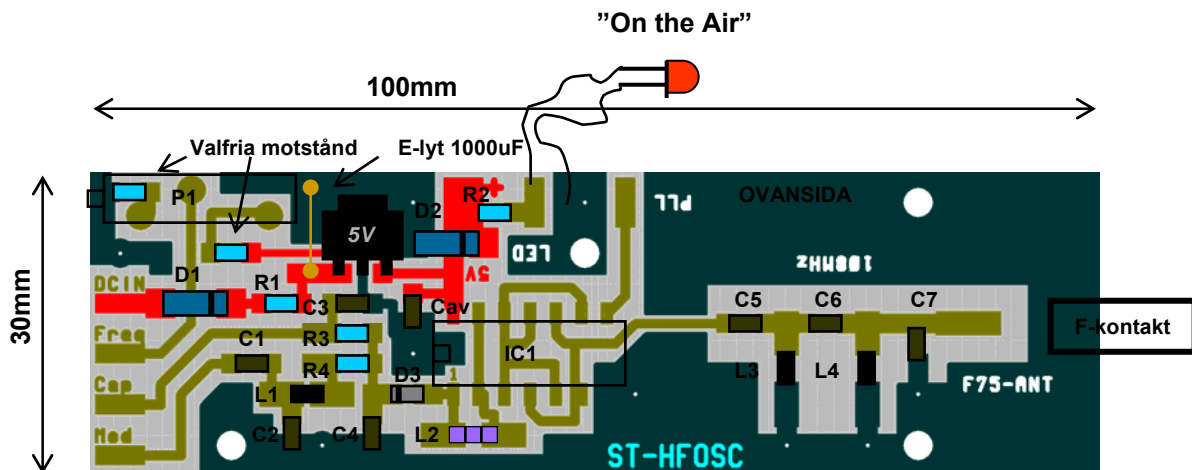 ”On the Air”
100mm
Valfria motstånd
E-lyt 1000uF
30mm
P1
R2
+
D2
5V
LED
PLL
OVANSIDA
108MHz
5V
D1
DCIN
R1
C3
Cav
C5
C6
C7
F-kontakt
Freq
C1
R3
IC1
R4
L3
L4
Cap
L1
D3
1
F75-ANT
Mod
C2
C4
L2
ST-HFOSC